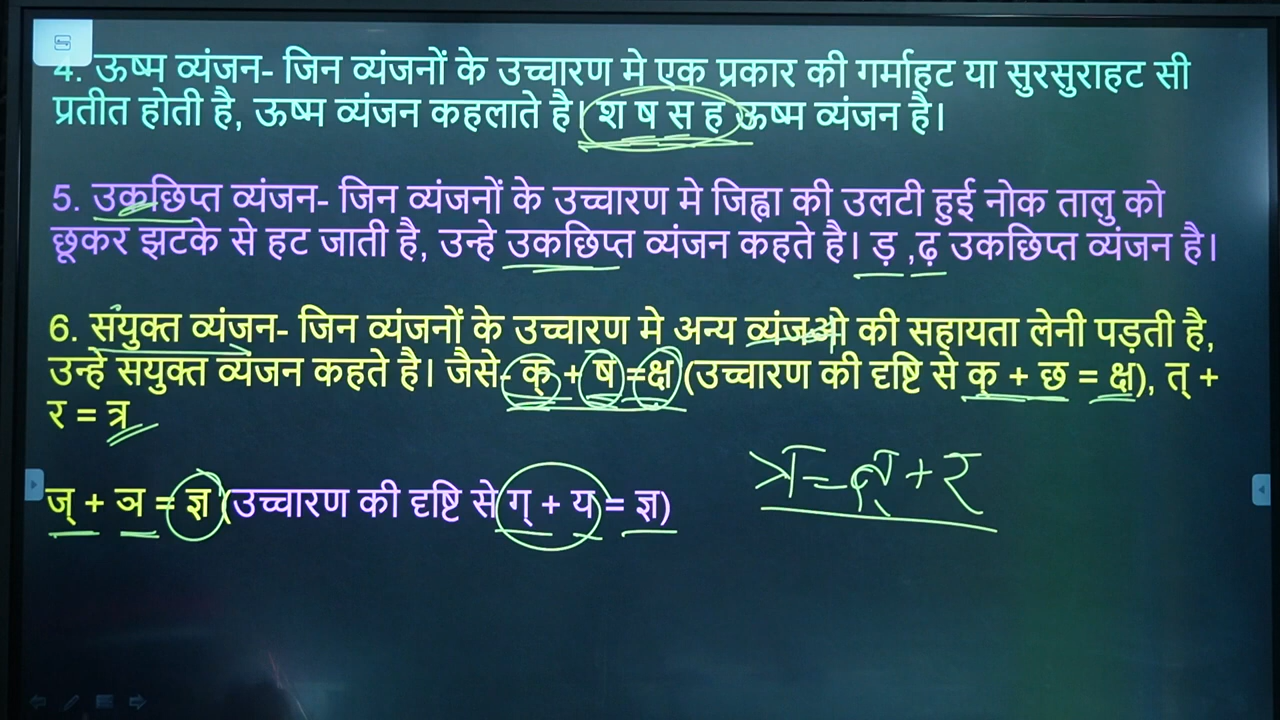 4. ऊष्म व्यंजन- जिन व्यंजनों के उच्चारण मे एक प्रकार की गर्माहट या सुरसुराहट सी
प्रतीत होती है, ऊष्म व्यंजन कहलाते है। श ष स ह ऊष्म व्यंजन है।
5. उकछिप्त व्यंजन- जिन व्यंजनों के उच्चारण मे जिह्वा की उलटी हुई नोक तालु को
छूकर झटके से हट जाती है, उन्हे उकछिप्त व्यंजन कहते है। ड़ ,ढ़ उकछिप्त व्यंजन है।
6. संयुक्त व्यंजन- जिन व्यंजनों के उच्चारण मे अन्य व्यंजओ की सहायता लेनी पड़ती है,
उन्हे सयुक्त व्यंजन कहते है। जैसे- क् + ष =क्ष (उच्चारण की दृष्टि से क् + छ = क्ष), त् +
र = त्र
ज् + ञ = ज्ञ (उच्चारण की दृष्टि से ग् + य = ज्ञ)
= + र